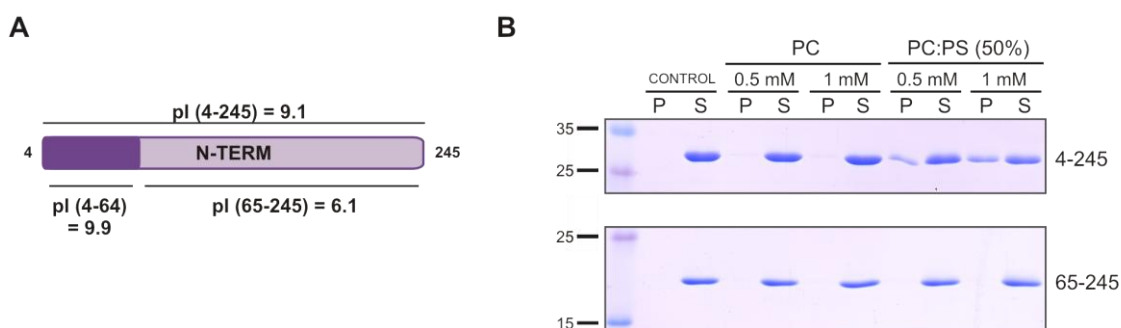 A
pI (4-245) = 9.1
4
N-TERM
245
pI (4-64)
= 9.9
pI (65-245) = 6.1
B
PC
PC:PS (50%)
CONTROL
0.5 mM
1 mM
0.5 mM
1 mM
P
S
P
S
P
S
P
S
P
S
35
25
4-245
25
15
65-245